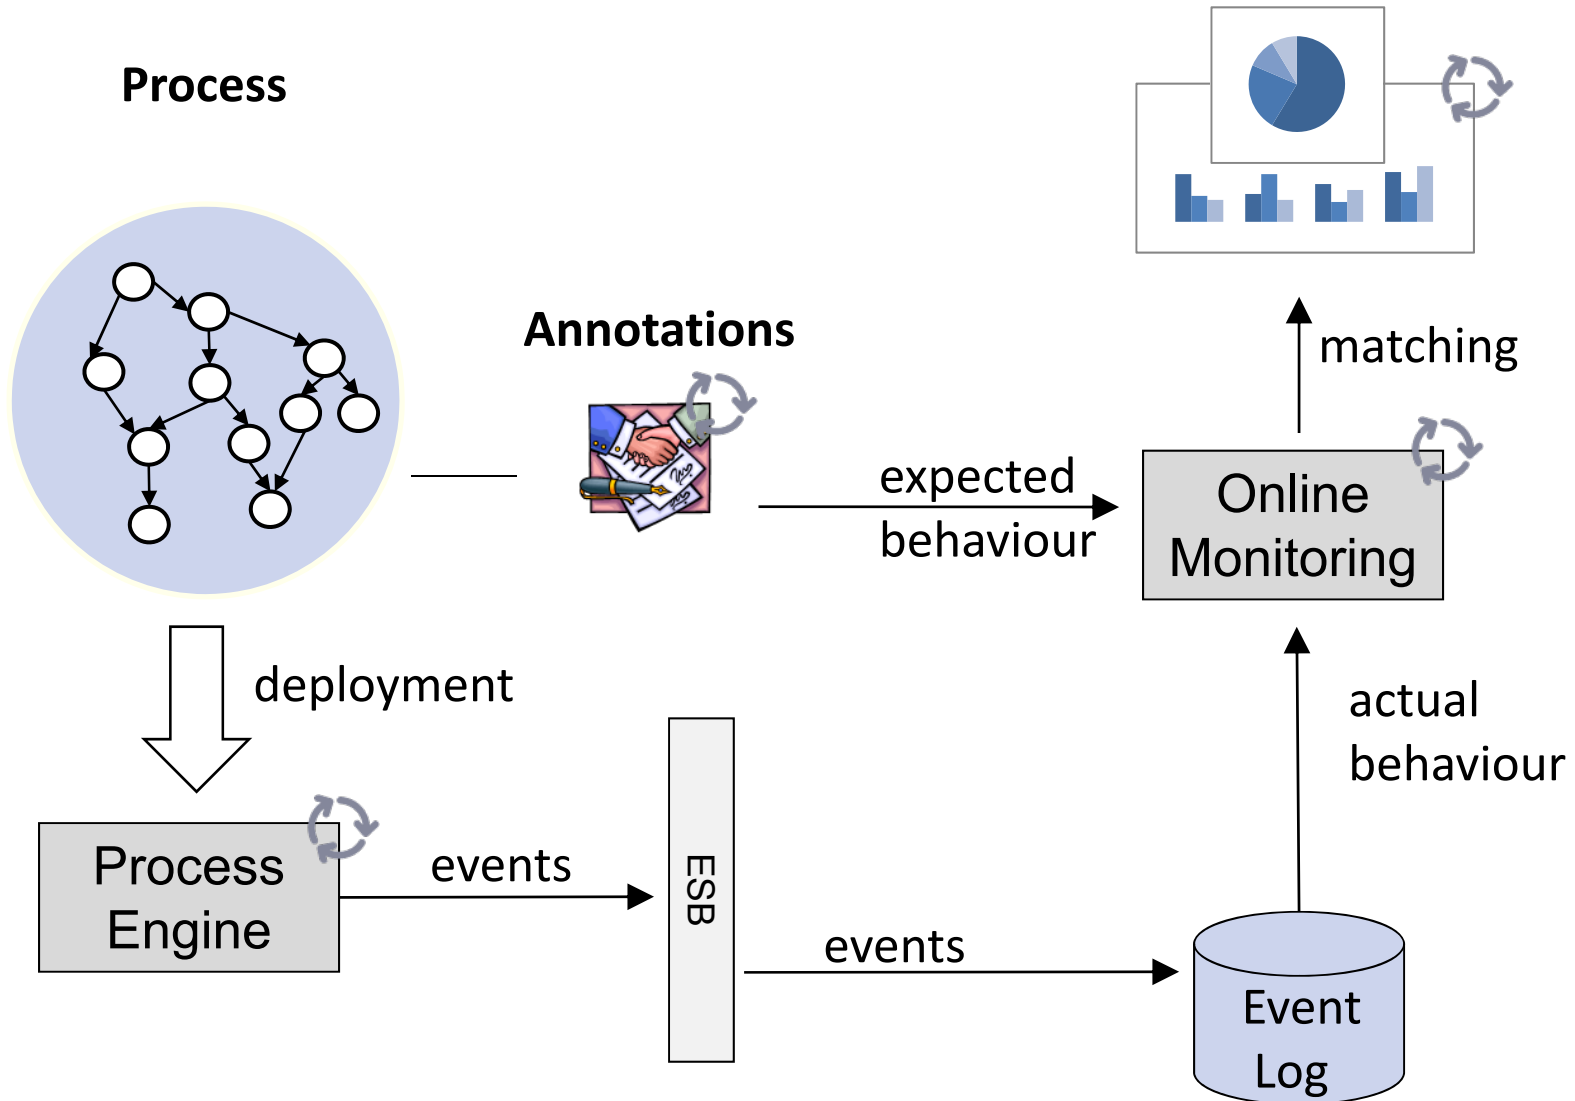 Process
Annotations
matching
expected
behaviour
Online
Monitoring
deployment
actual
behaviour
Process
Engine
events
ESB
events
Event
Log